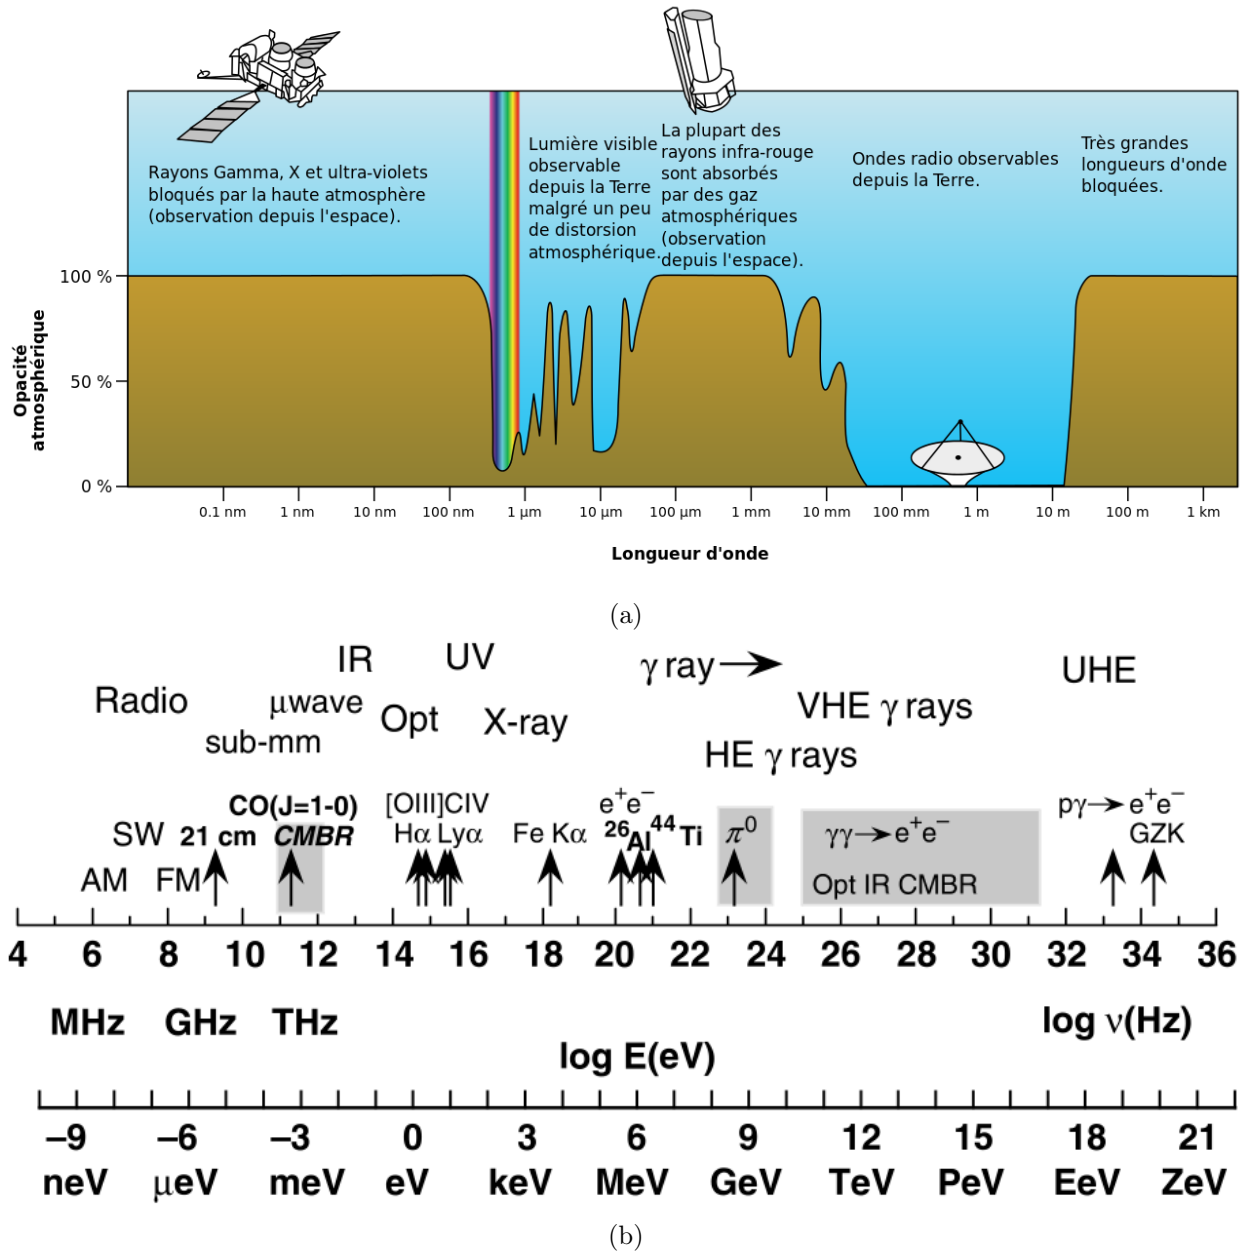 Rayons Gamma, X et ultra-violets
bloqués par la haute atmosphère
(observation depuis l'espace).
Lumière visible
observable
depuis la Terre
malgré un peu
de distorsion
atmosphérique.
La plupart des
rayons infra-rouge
sont absorbés
par des gaz
atmosphériques
(observation
depuis l'espace).
Ondes radio observables
depuis la Terre.
Très grandes
longueurs d'onde
bloquées.
Opacité
atmosphérique
100 %
50 %
0 %
0.1 nm 1 nm 10 nm 100 nm 1 µm 10 µm 100 µm 1 mm 10 mm 100 mm 1 m 10 m 100 m 1 km
Longueur d'onde
(a)
IR UV γ ray UHE
Radio µwave Opt X-ray VHE γ rays
sub-mm HE γ rays
CO(J=1-0) [OIII]CIV e⁺e⁻ pγ→e⁺e⁻
SW 21 cm CMBR Hα Lyα Fe Kα ²⁶Al ⁴⁴Ti π⁰ γγ→e⁺e⁻ GZK
AM FM Opt IR CMBR
4 6 8 10 12 14 16 18 20 22 24 26 28 30 32 34 36
MHz GHz THz log ν(Hz)
log E(eV)
–9 –6 –3 0 3 6 9 12 15 18 21
neV µeV meV eV keV MeV GeV TeV PeV EeV ZeV
(b)